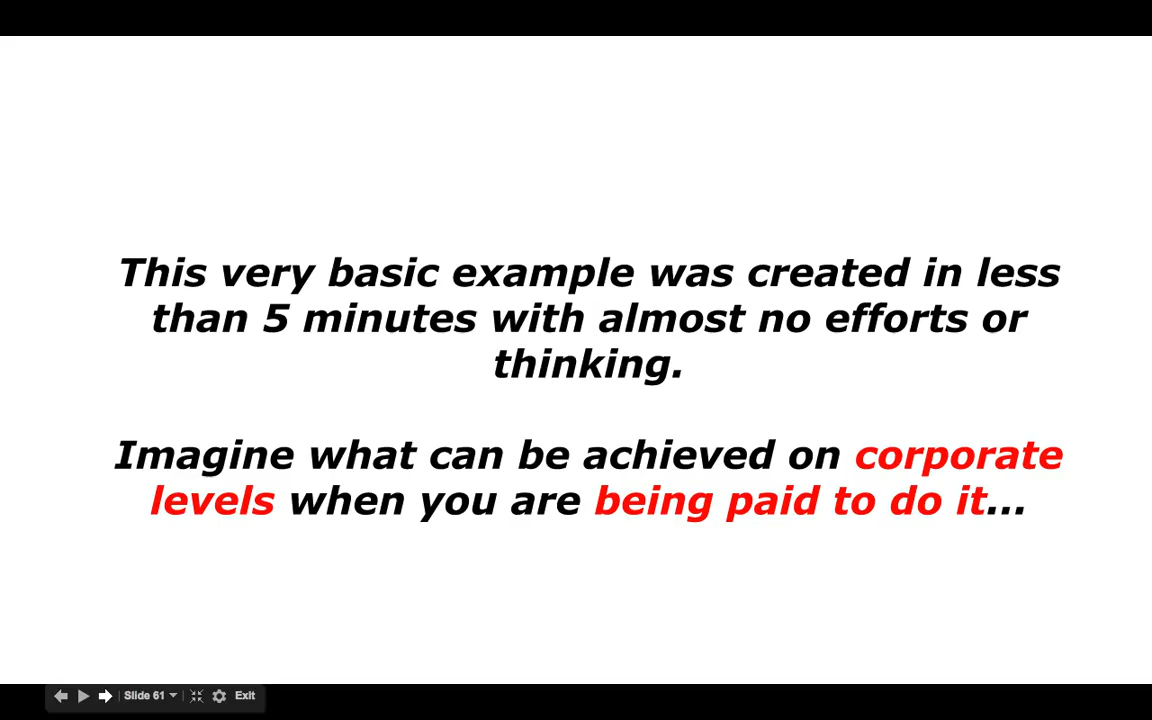 This very basic example was created in less
than 5 minutes with almost no efforts or
thinking.
Imagine what can be achieved on corporate
levels when you are being paid to do it...
Slide 61
Exit